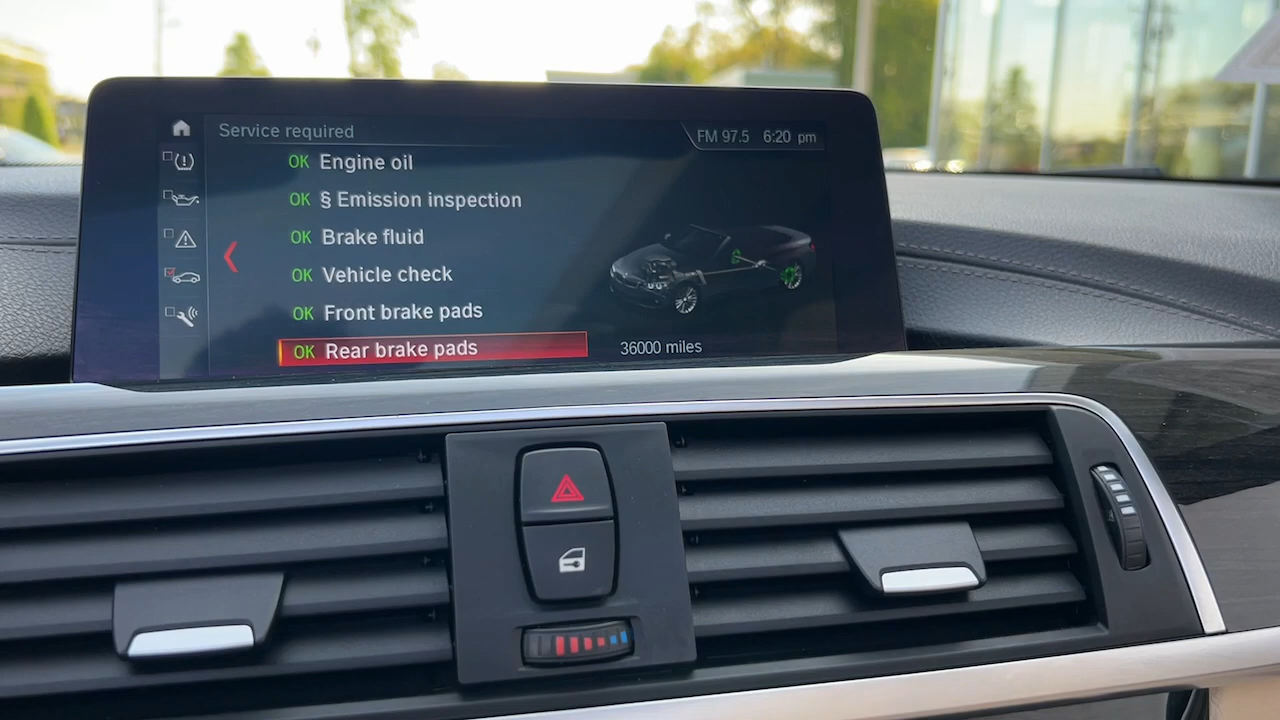 Service required
FM 97.5 6:20 pm
OK Engine oil
OK § Emission inspection
OK Brake fluid
OK Vehicle check
OK Front brake pads
OK Rear brake pads
36000 miles